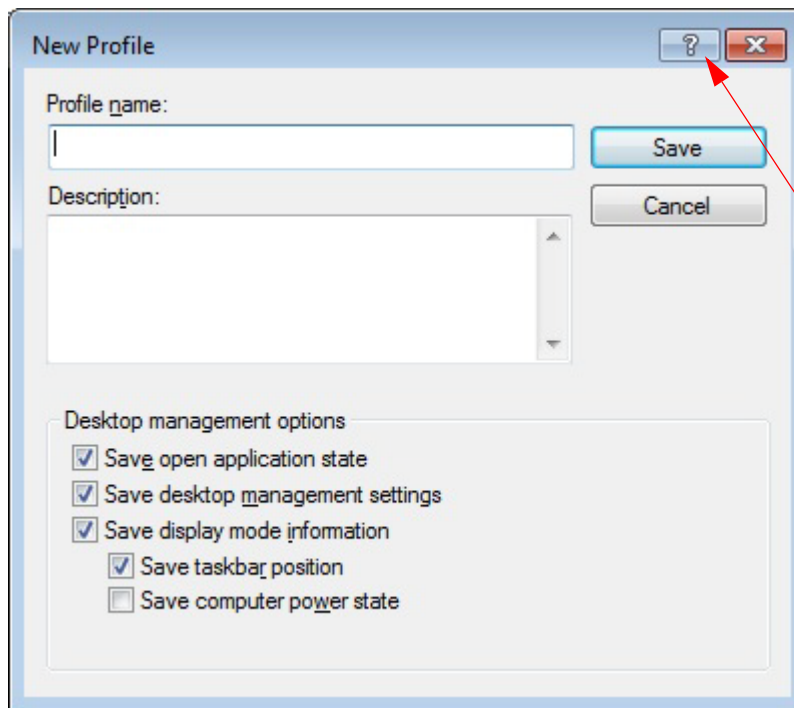 New Profile
?
Profile name:
Save
Description:
Cancel
Desktop management options
Save open application state
Save desktop management settings
Save display mode information
Save taskbar position
Save computer power state